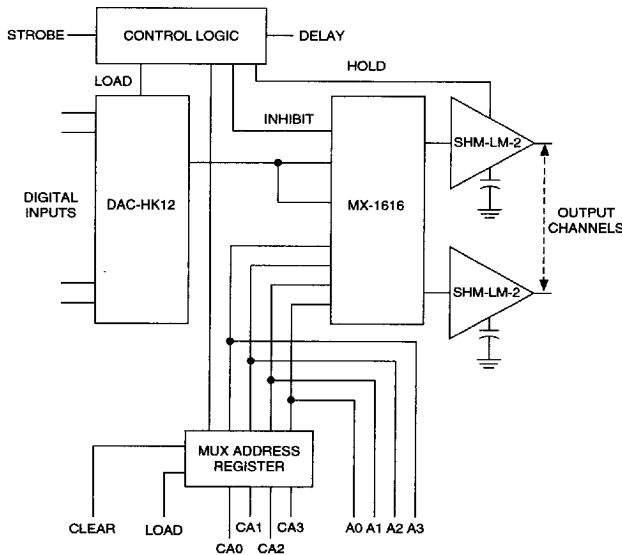 STROBE
CONTROL LOGIC
DELAY
LOAD
HOLD
INHIBIT
SHM-LM-2
DIGITAL
INPUTS
DAC-HK12
MX-1616
OUTPUT
CHANNELS
SHM-LM-2
MUX ADDRESS
REGISTER
CLEAR
LOAD
CA0
CA1
CA2
CA3
A0 A1 A2 A3